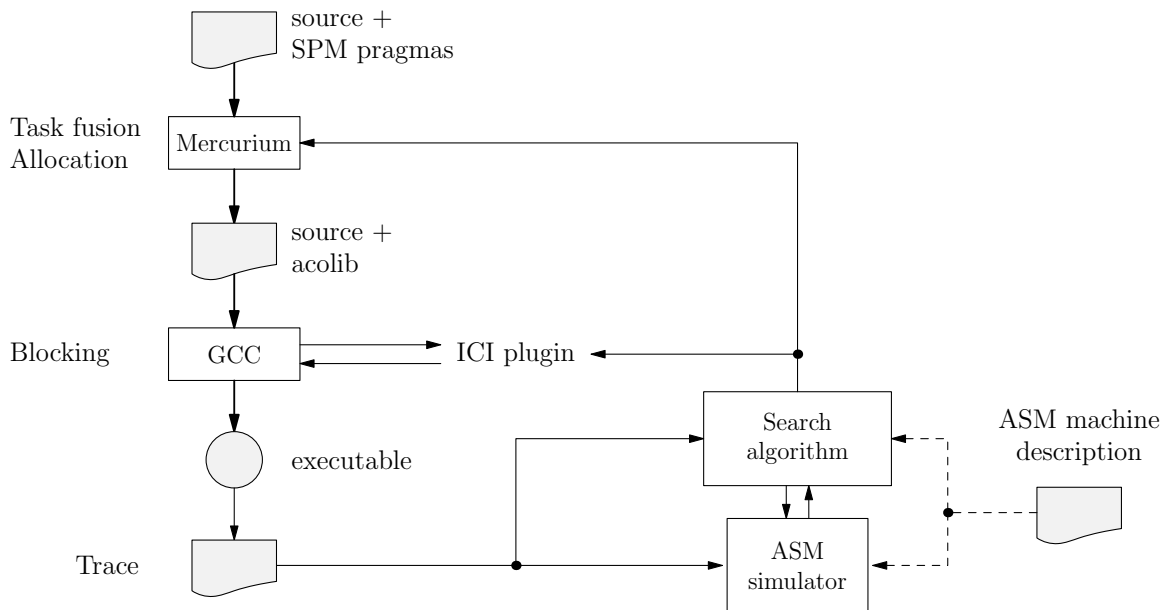 source +
SPM pragmas
Task fusion
Allocation
Mercurium
source +
acolib
Blocking
GCC
ICI plugin
Search
algorithm
ASM machine
description
executable
Trace
ASM
simulator